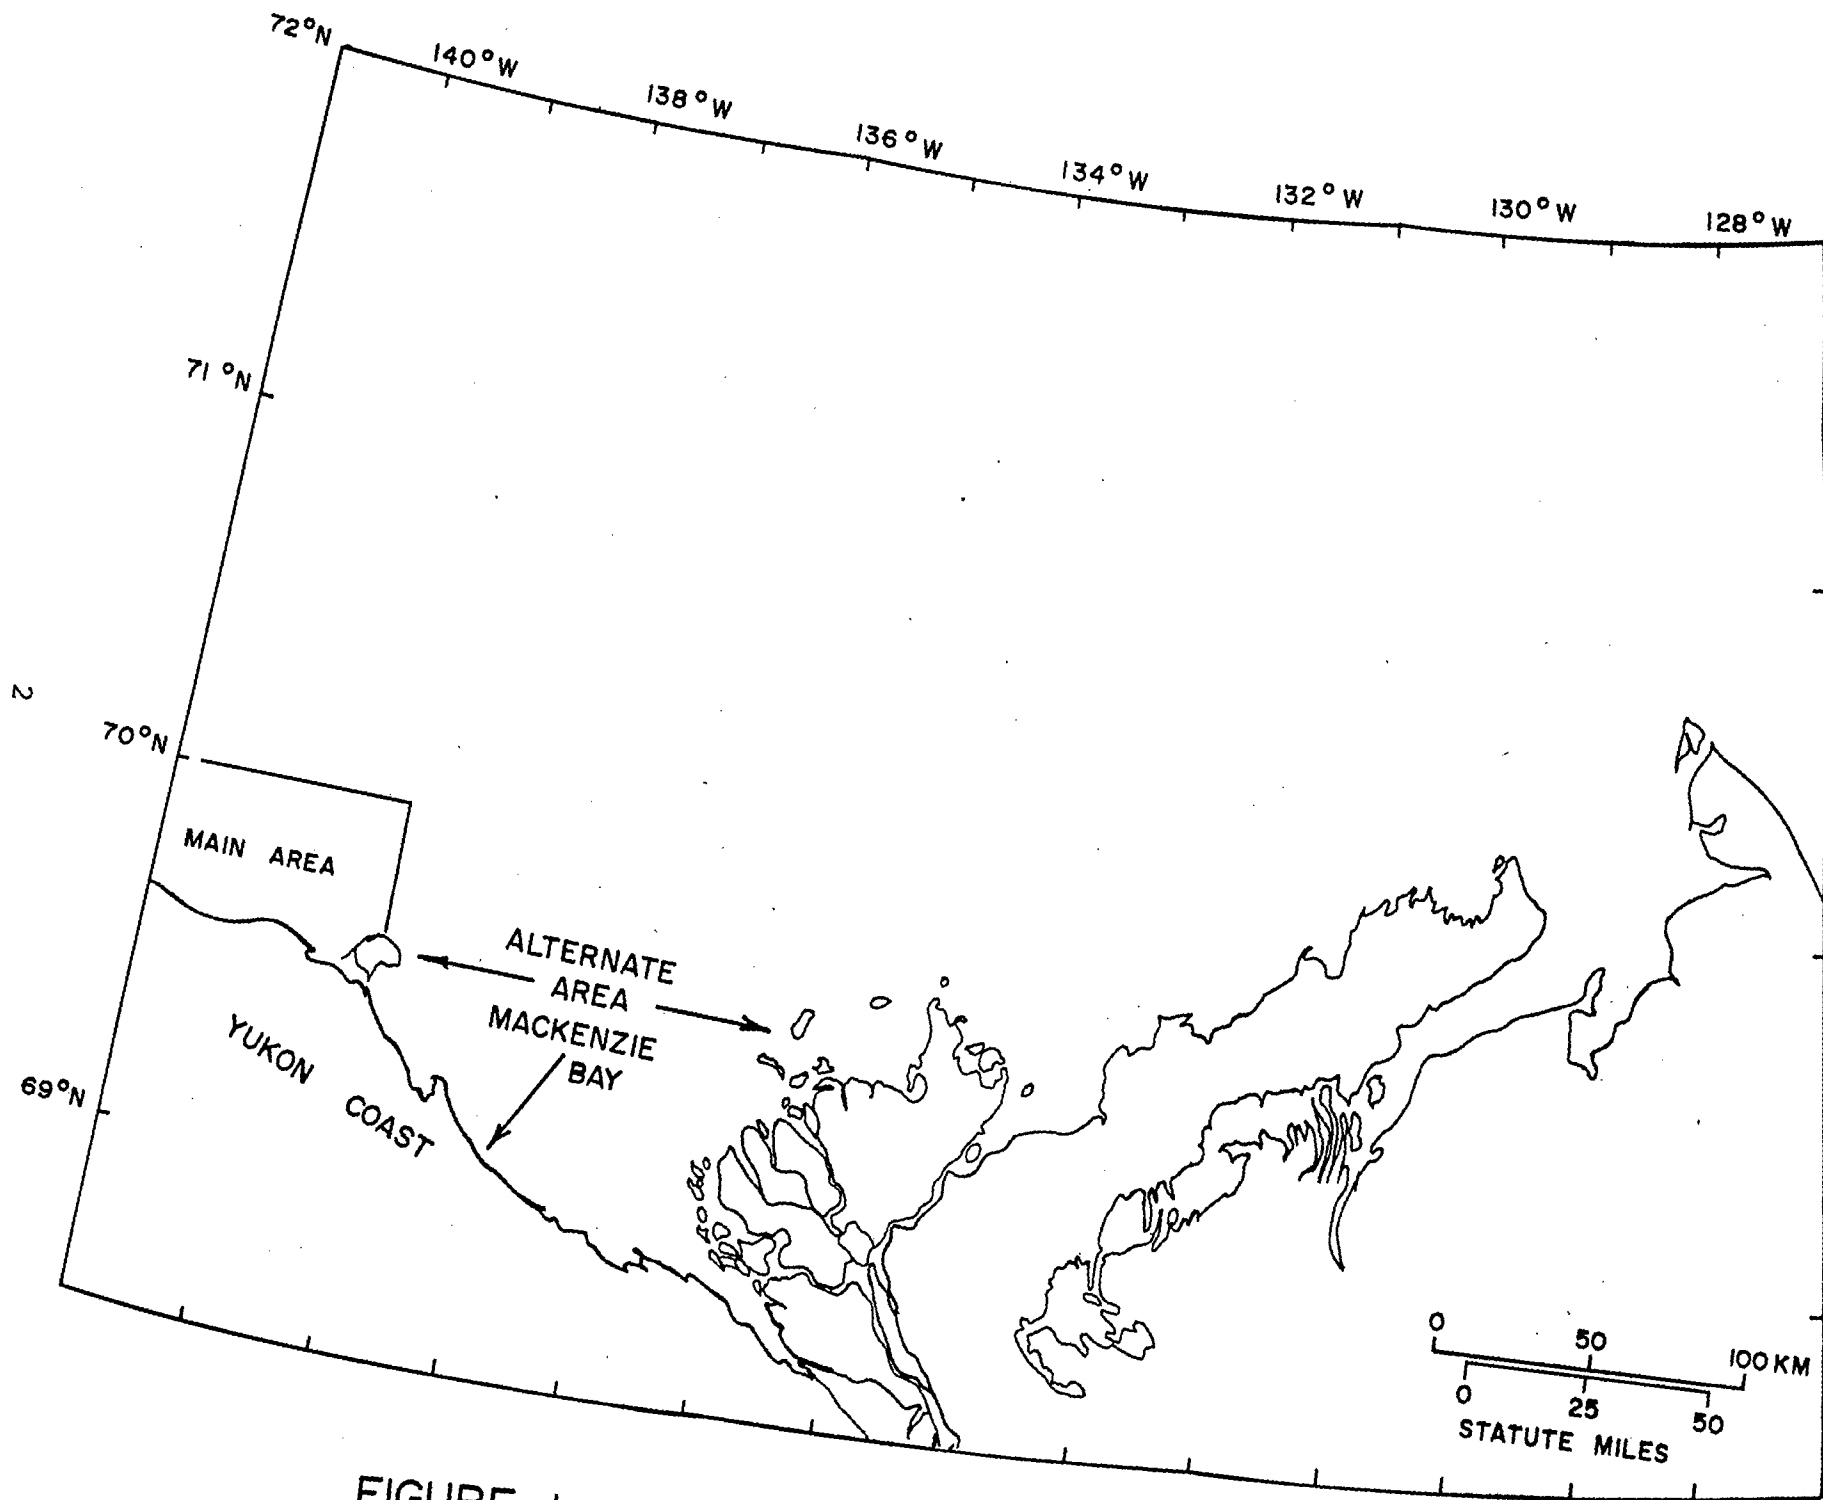 72°N
140°W
138°W
136°W
134°W
132°W
130°W
128°W
71°N
2
70°N
MAIN AREA
ALTERNATE
AREA
MACKENZIE
BAY
YUKON COAST
69°N
0 50 100 KM
0 25 50
STATUTE MILES
FIGURE